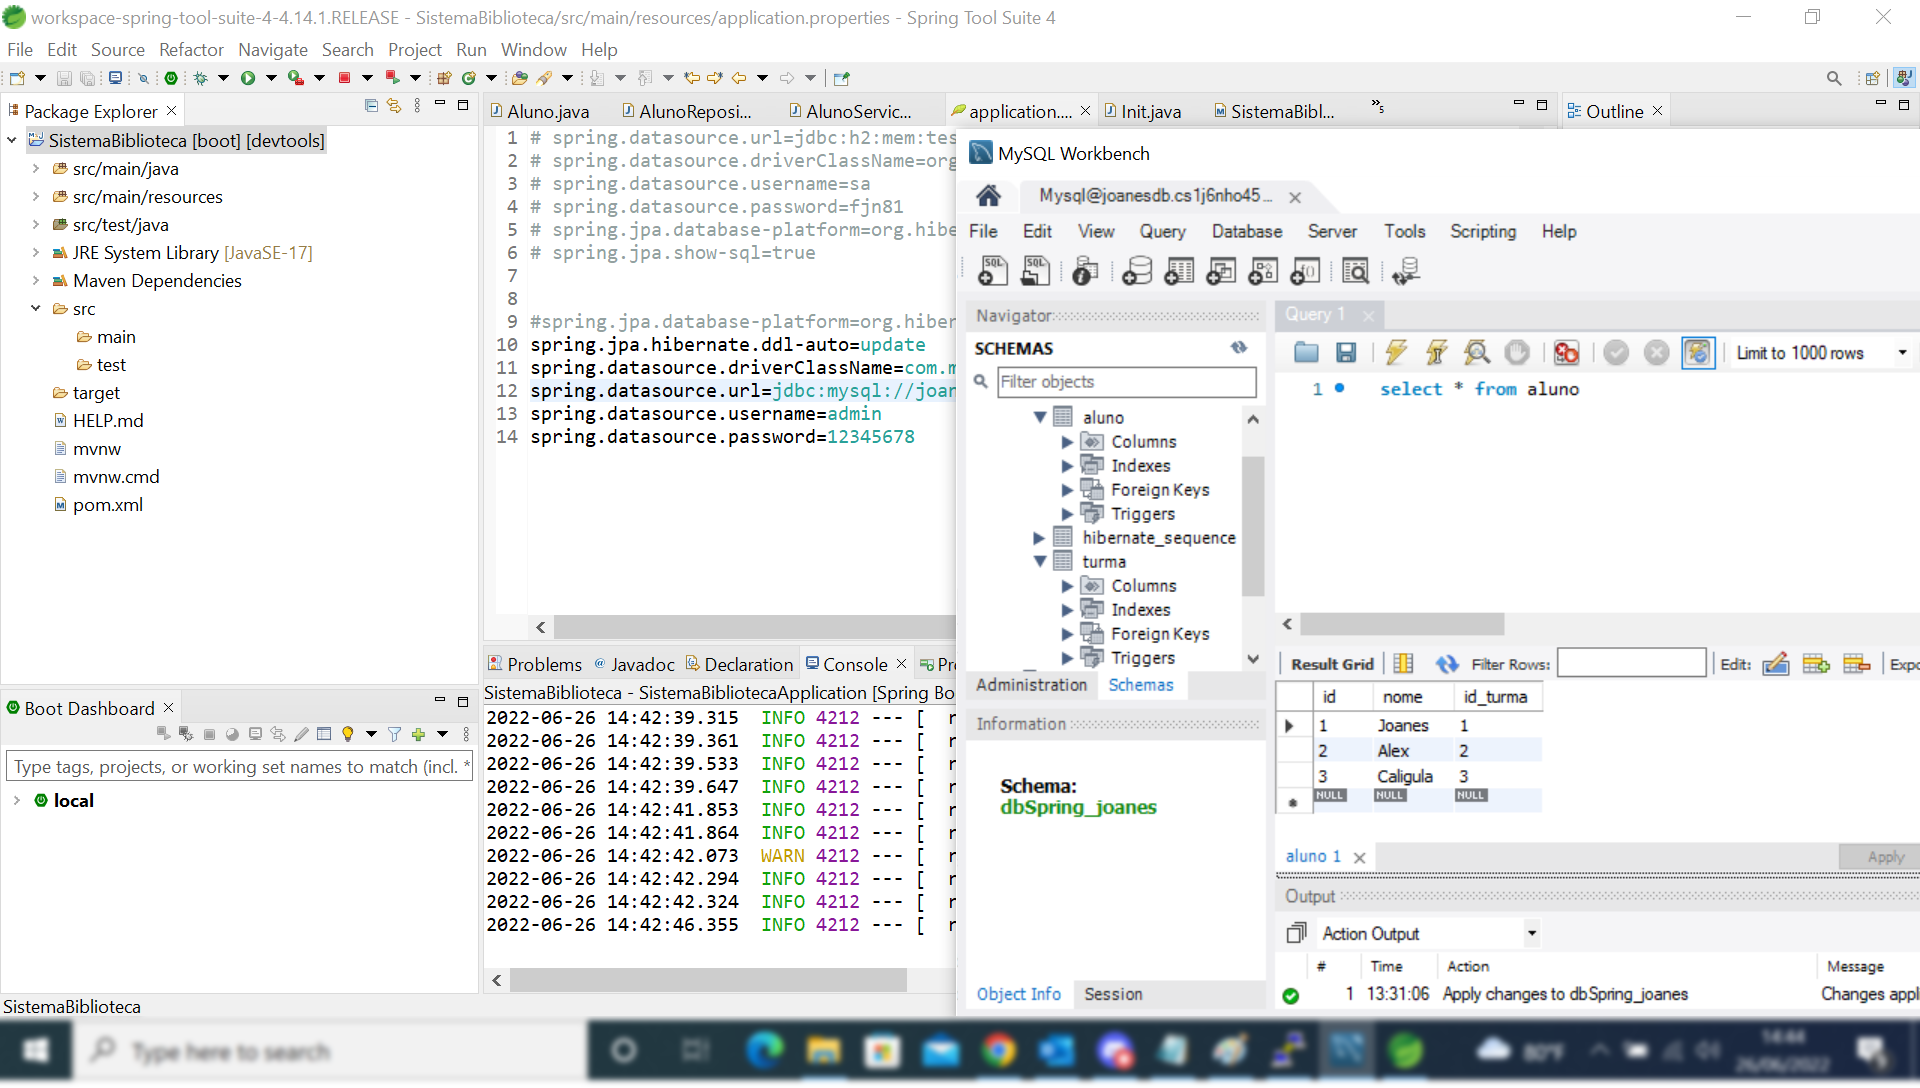 workspace-spring-tool-suite-4-4.14.1.RELEASE - SistemaBiblioteca/src/main/resources/application.properties - Spring Tool Suite 4
File Edit Source Refactor Navigate Search Project Run Window Help
Package Explorer
SistemaBiblioteca [boot] [devtools]
src/main/java
src/main/resources
src/test/java
JRE System Library [JavaSE-17]
Maven Dependencies
src
main
test
target
HELP.md
mvnw
mvnw.cmd
pom.xml
Boot Dashboard
Type tags, projects, or working set names to match (incl. *
local
SistemaBiblioteca
Aluno.java AlunoReposi... AlunoServic... application.... Init.java SistemaBibl... »5
1 # spring.datasource.url=jdbc:h2:mem:tes
2 # spring.datasource.driverClassName=org
3 # spring.datasource.username=sa
4 # spring.datasource.password=fjn81
5 # spring.jpa.database-platform=org.hibe
6 # spring.jpa.show-sql=true
7
8
9 #spring.jpa.database-platform=org.hiber
10 spring.jpa.hibernate.ddl-auto=update
11 spring.datasource.driverClassName=com.m
12 spring.datasource.url=jdbc:mysql://joan
13 spring.datasource.username=admin
14 spring.datasource.password=12345678
Problems @ Javadoc Declaration Console Pr
SistemaBiblioteca - SistemaBibliotecaApplication [Spring Bo
2022-06-26 14:42:39.315 INFO 4212 --- [ r
2022-06-26 14:42:39.361 INFO 4212 --- [ r
2022-06-26 14:42:39.533 INFO 4212 --- [ r
2022-06-26 14:42:39.647 INFO 4212 --- [ r
2022-06-26 14:42:41.853 INFO 4212 --- [ r
2022-06-26 14:42:41.864 INFO 4212 --- [ r
2022-06-26 14:42:42.073 WARN 4212 --- [ r
2022-06-26 14:42:42.294 INFO 4212 --- [ r
2022-06-26 14:42:42.324 INFO 4212 --- [ r
2022-06-26 14:42:46.355 INFO 4212 --- [ r
Outline
MySQL Workbench
Mysql@joanesdb.cs1j6nho45...
File Edit View Query Database Server Tools Scripting Help
SQL SQL
Navigator
SCHEMAS
Filter objects
aluno
Columns
Indexes
Foreign Keys
Triggers
hibernate_sequence
turma
Columns
Indexes
Foreign Keys
Triggers
Administration Schemas
Information
Schema:
dbSpring_joanes
Object Info Session
Query 1
Limit to 1000 rows
1 select * from aluno
Result Grid Filter Rows: Edit: Expo
id nome id_turma
1 Joanes 1
2 Alex 2
3 Caligula 3
NULL NULL NULL
aluno 1
Apply
Output
Action Output
# Time Action Message
1 13:31:06 Apply changes to dbSpring_joanes Changes appl
Type here to search
80°F
14:44
26/06/2022